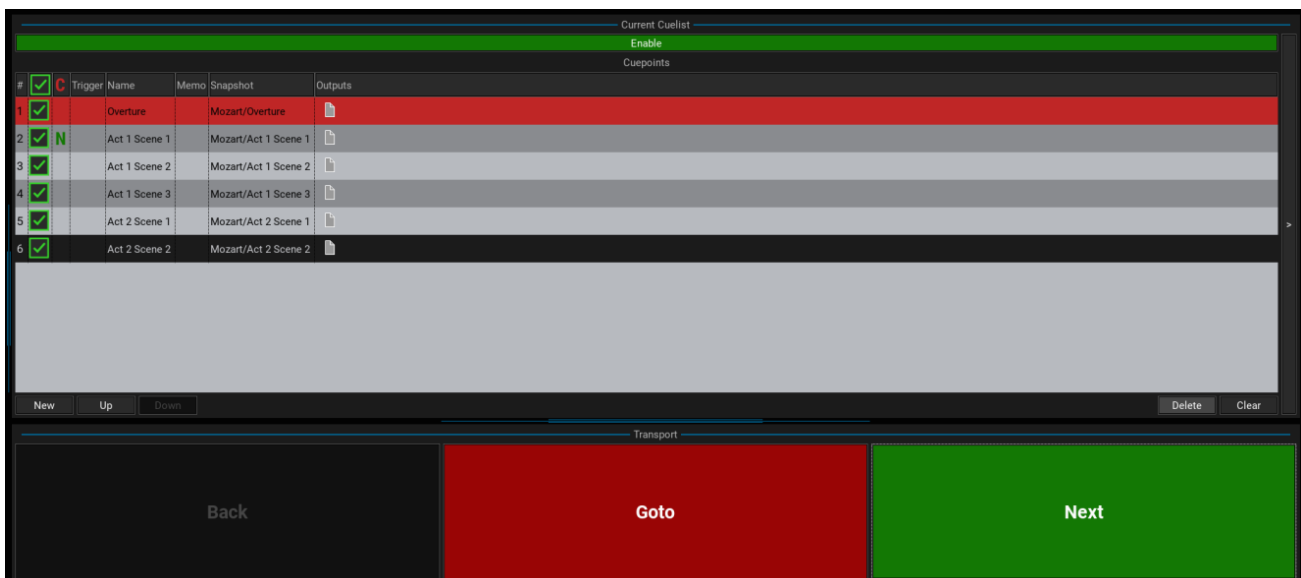 Current Cuelist
Enable
Cuepoints
# C Trigger Name Memo Snapshot Outputs
1 Overture Mozart/Overture
2 N Act 1 Scene 1 Mozart/Act 1 Scene 1
3 Act 1 Scene 2 Mozart/Act 1 Scene 2
4 Act 1 Scene 3 Mozart/Act 1 Scene 3
5 Act 2 Scene 1 Mozart/Act 2 Scene 1
6 Act 2 Scene 2 Mozart/Act 2 Scene 2
>
New Up Down Delete Clear
Transport
Back Goto Next